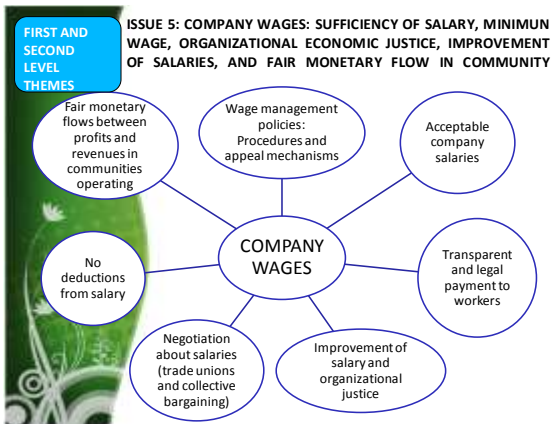 FIRST AND
SECOND
LEVEL
THEMES
ISSUE 5: COMPANY WAGES: SUFFICIENCY OF SALARY, MINIMUN
WAGE, ORGANIZATIONAL ECONOMIC JUSTICE, IMPROVEMENT
OF SALARIES, AND FAIR MONETARY FLOW IN COMMUNITY
Fair monetary
flows between
profits and
revenues in
communities
operating
Wage management
policies:
Procedures and
appeal mechanisms
Acceptable
company
salaries
COMPANY
WAGES
No
deductions
from salary
Transparent
and legal
payment to
workers
Negotiation
about salaries
(trade unions
and collective
bargaining)
Improvement of
salary and
organizational
justice